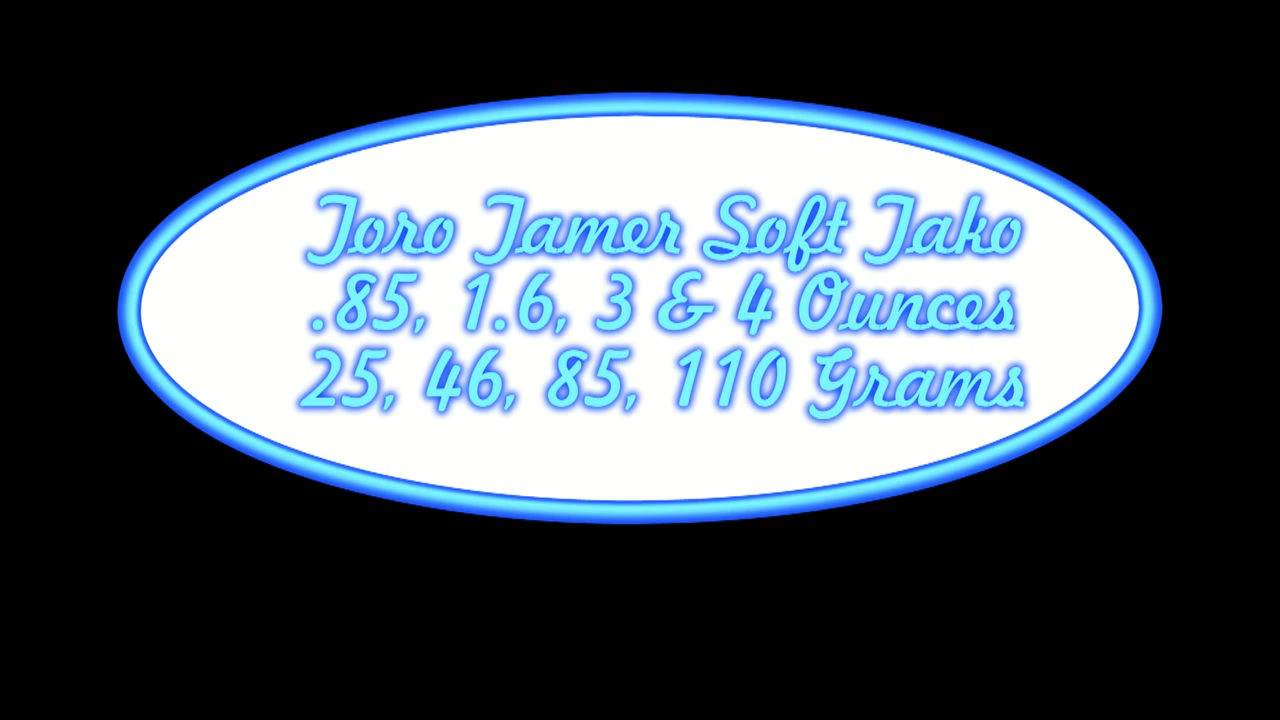 Toro Tamer Soft Tako
.85, 1.6, 3 & 4 Ounces
25, 46, 85, 110 Grams